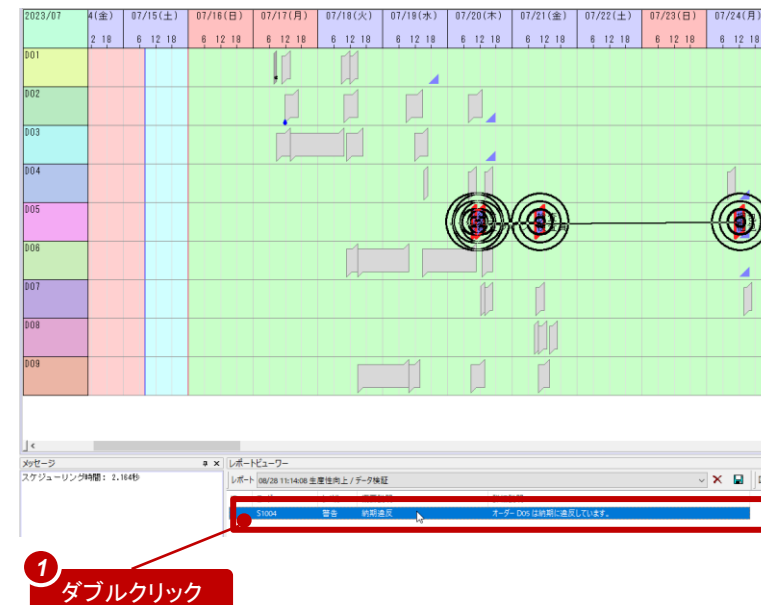 2023/07 4(金) 07/15(土) 07/16(日) 07/17(月) 07/18(火) 07/19(水) 07/20(木) 07/21(金) 07/22(土) 07/23(日) 07/24(月)
2 18 6 12 18 6 12 18 6 12 18 6 12 18 6 12 18 6 12 18 6 12 18 6 12 18 6 12 18 6 12 18
D01
D02
D03
D04
D05
D06
D07
D08
D09
メッセージ
スケジューリング時間: 2.164秒
レポートビューワー
レポート 08/28 11:14:08 生産性向上 / データ検証
S1004 警告 納期違反 オーダー D05 は納期に違反しています。
1
ダブルクリック